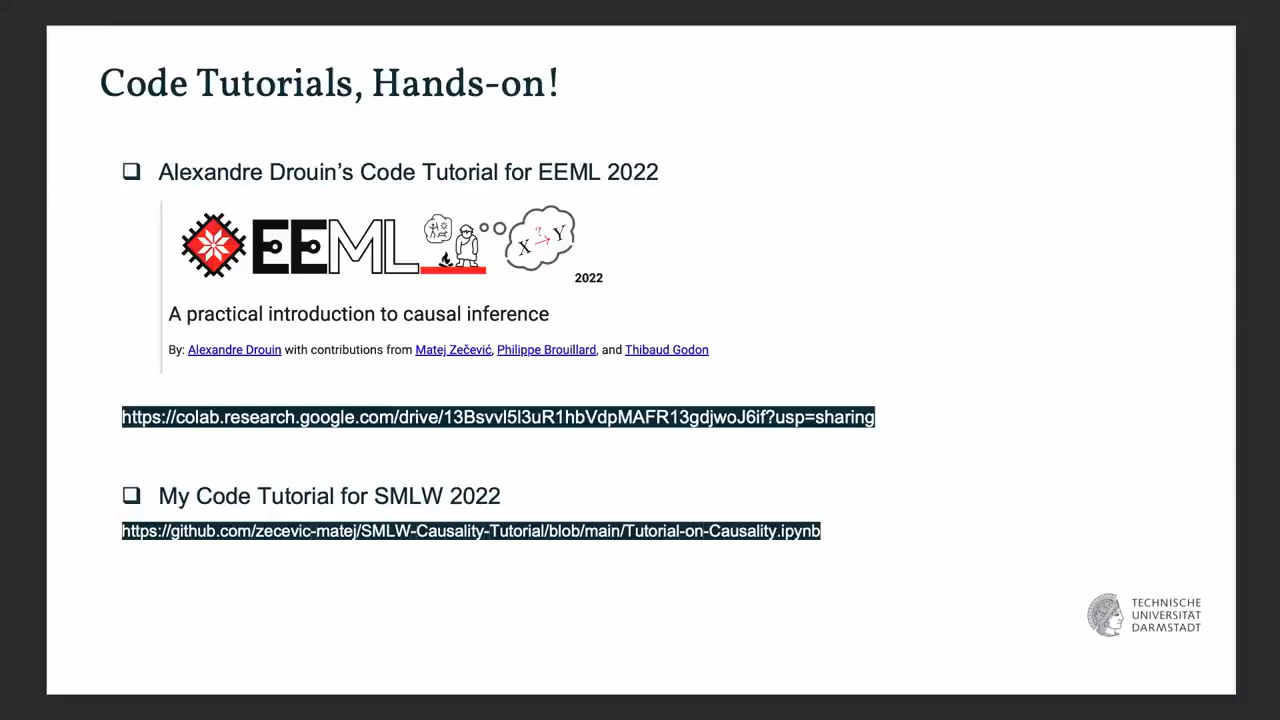 Code Tutorials, Hands-on!
Alexandre Drouin's Code Tutorial for EEML 2022
EEML
X ? Y
2022
A practical introduction to causal inference
By: Alexandre Drouin with contributions from Matej Zečević, Philippe Brouillard, and Thibaud Godon
https://colab.research.google.com/drive/13Bsvvl5l3uR1hbVdpMAFR13gdjwoJ6if?usp=sharing
My Code Tutorial for SMLW 2022
https://github.com/zecevic-matej/SMLW-Causality-Tutorial/blob/main/Tutorial-on-Causality.ipynb
TECHNISCHE
UNIVERSITÄT
DARMSTADT